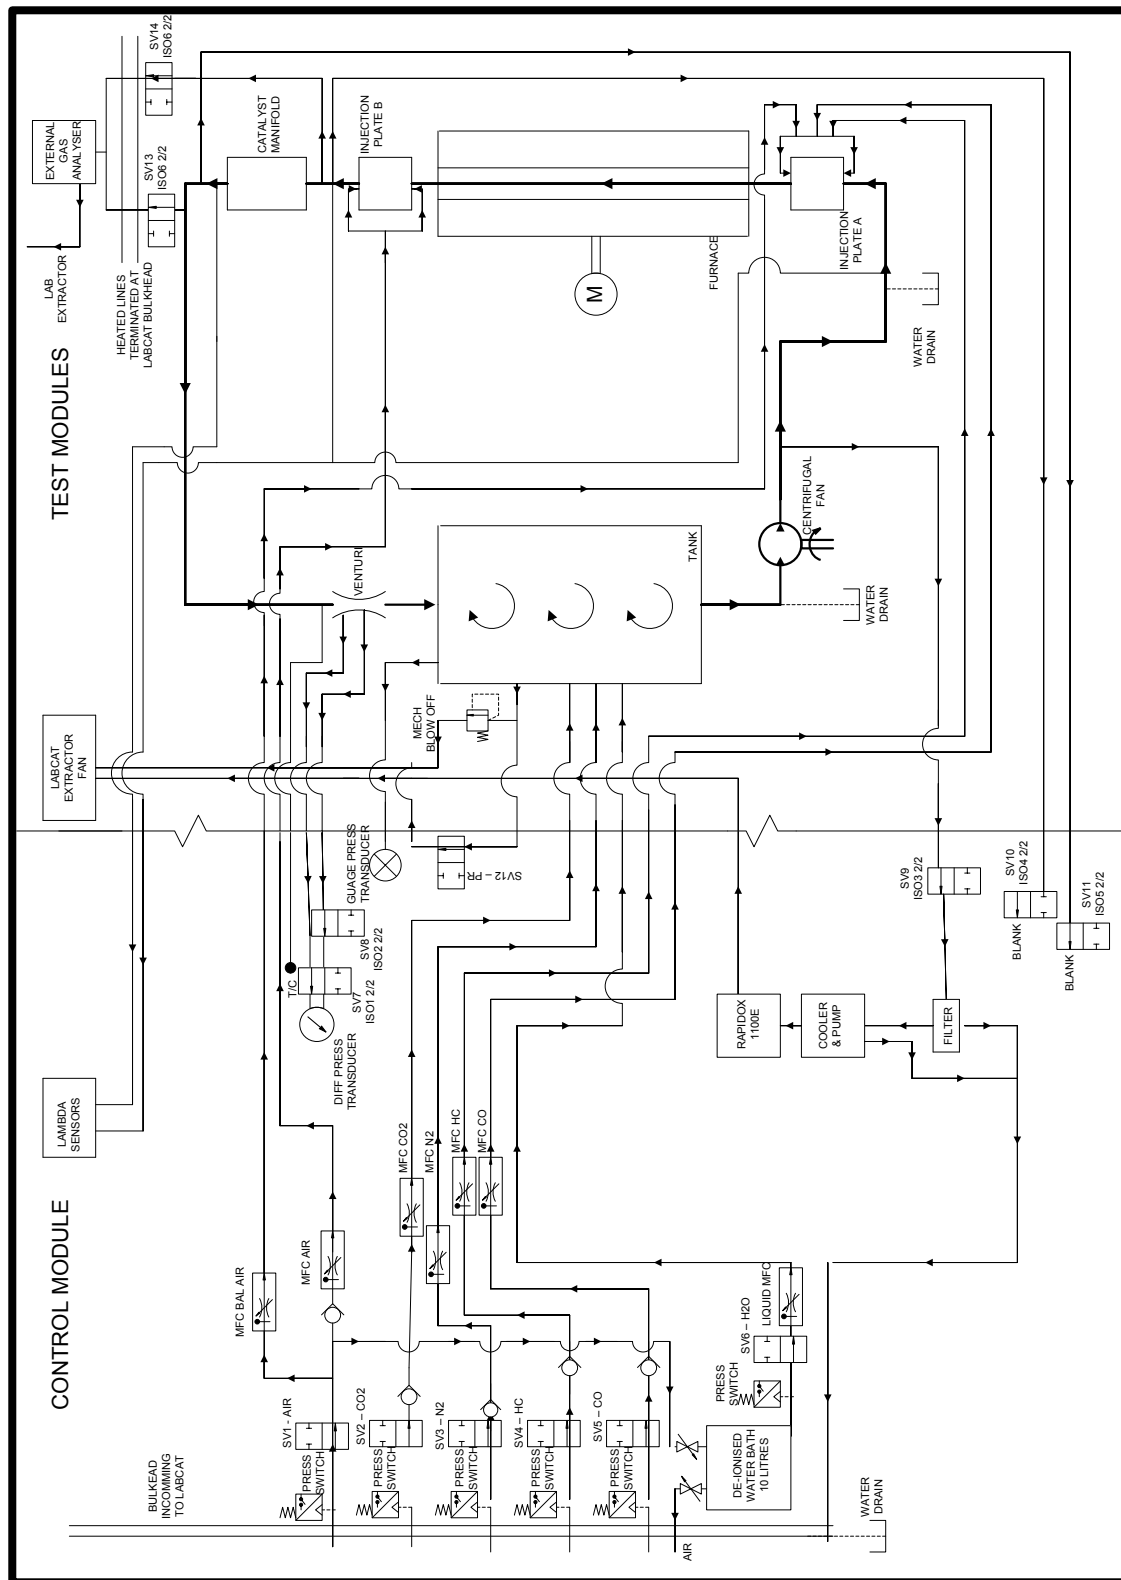 TEST MODULES
CONTROL MODULE
EXTERNAL
GAS
ANALYSER
LAB
EXTRACTOR
HEATED LINES
TERMINATED AT
LABCAT BULKHEAD
SV14
ISO6 2/2
SV13
ISO6 2/2
CATALYST
MANIFOLD
INJECTION
PLATE B
FURNACE
M
INJECTION
PLATE A
WATER
DRAIN
VENTURI
TANK
CENTRIFUGAL
FAN
WATER
DRAIN
LABCAT
EXTRACTOR
FAN
MECH
BLOW OFF
W
SV12 – PR
GUAGE PRESS
TRANSDUCER
SV8
ISO2 2/2
T/C
SV7
ISO1 2/2
DIFF PRESS
TRANSDUCER
SV9
ISO3 2/2
SV10
ISO4 2/2
BLANK
SV11
ISO5 2/2
BLANK
LAMBDA
SENSORS
RAPIDOX
1100E
COOLER
& PUMP
FILTER
MFC BAL AIR
MFC AIR
MFC CO2
MFC N2
MFC HC
MFC CO
LIQUID MFC
BULKEAD
INCOMMING
TO LABCAT
SV1 - AIR
PRESS
SWITCH
SV2 – CO2
PRESS
SWITCH
SV3 – N2
PRESS
SWITCH
SV4 – HC
PRESS
SWITCH
SV5 – CO
PRESS
SWITCH
SV6 – H2O
PRESS
SWITCH
AIR
DE-IONISED
WATER BATH
10 LITRES
WATER
DRAIN